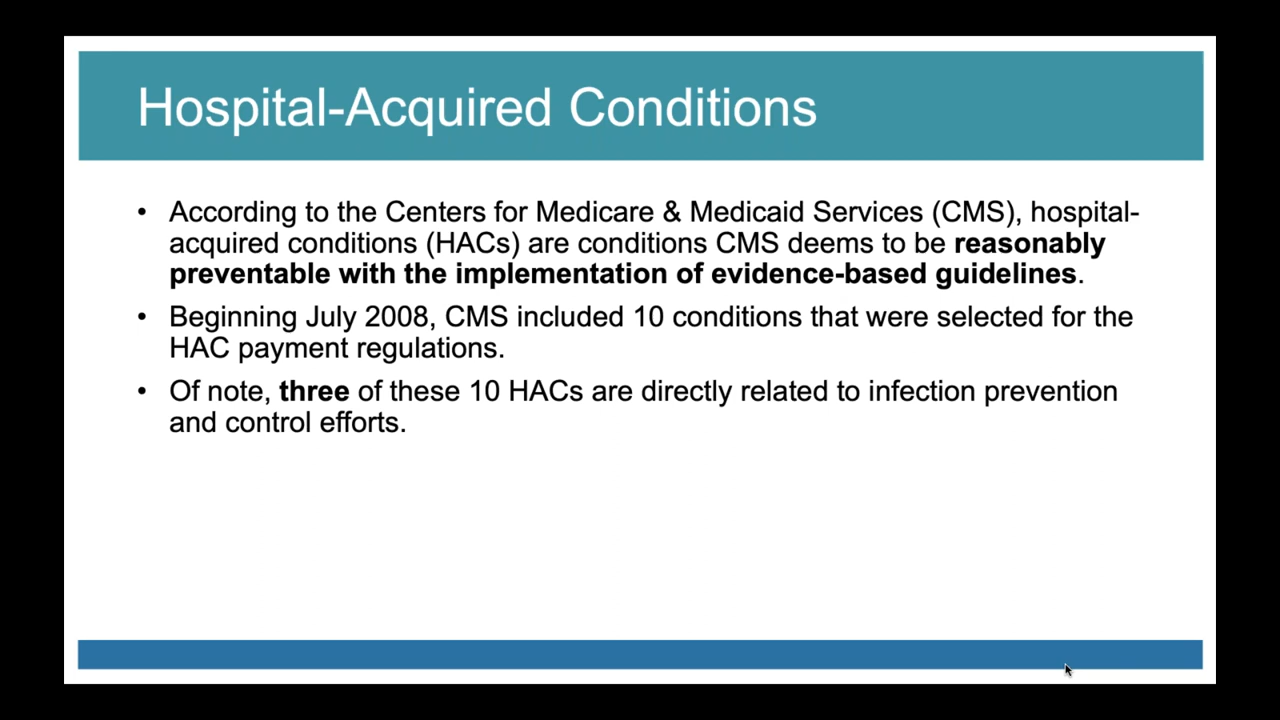 Hospital-Acquired Conditions
• According to the Centers for Medicare & Medicaid Services (CMS), hospital-
acquired conditions (HACs) are conditions CMS deems to be reasonably
preventable with the implementation of evidence-based guidelines.
• Beginning July 2008, CMS included 10 conditions that were selected for the
HAC payment regulations.
• Of note, three of these 10 HACs are directly related to infection prevention
and control efforts.